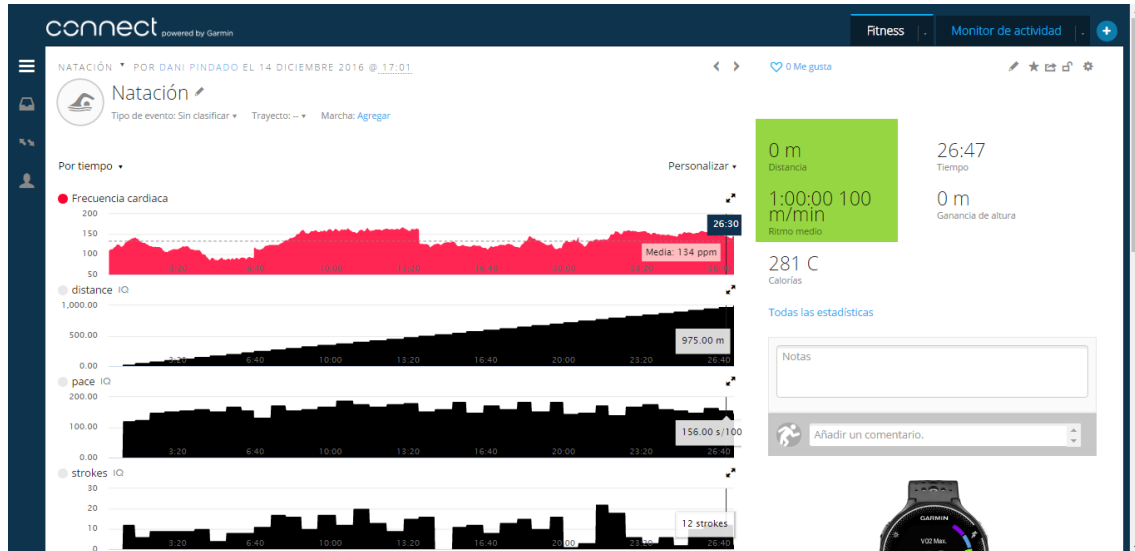 connect powered by Garmin
Fitness
Monitor de actividad
NATACIÓN POR DANI PINDADO EL 14 DICIEMBRE 2016 @ 17:01
Natación
Tipo de evento: Sin clasificar Trayecto: -- Marcha: Agregar
Por tiempo
Personalizar
Frecuencia cardiaca
200
150
100
50
26:30
Media: 134 ppm
3:20 6:40 10:00 13:20 16:40 20:00 23:20 26:40
distance IQ
1,000.00
500.00
0.00
975.00 m
3:20 6:40 10:00 13:20 16:40 20:00 23:20 26:40
pace IQ
200.00
100.00
0.00
156.00 s/100
3:20 6:40 10:00 13:20 16:40 20:00 23:20 26:40
strokes IQ
30
20
10
0
12 strokes
3:20 6:40 10:00 13:20 16:40 20:00 23:20 26:40
0 Me gusta
0 m
Distancia
26:47
Tiempo
1:00:00 100
m/min
Ritmo medio
0 m
Ganancia de altura
281 C
Calorías
Todas las estadísticas
Notas
Añadir un comentario.
GARMIN
VO2 Max.